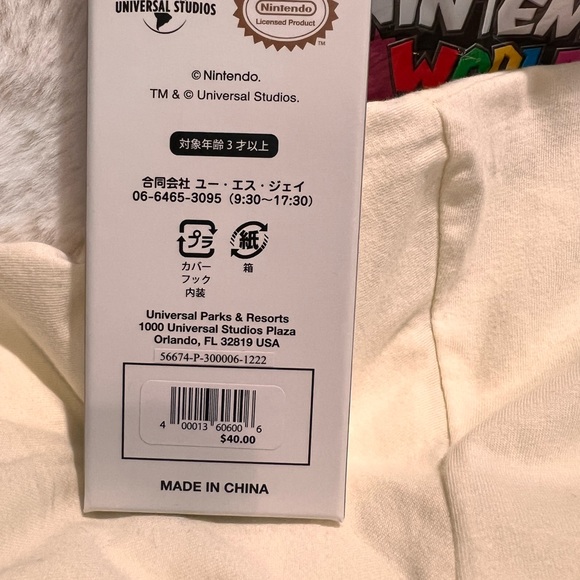 UNIVERSAL STUDIOS
Nintendo
Licensed Product
TM
© Nintendo.
TM & © Universal Studios.
対象年齢 3 才以上
合同会社 ユー・エス・ジェイ
06-6465-3095（9:30〜17:30）
プラ
紙
カバー
フック
内装
箱
Universal Parks & Resorts
1000 Universal Studios Plaza
Orlando, FL 32819 USA
56674-P-300006-1222
4 00013 60600 6
$40.00
MADE IN CHINA